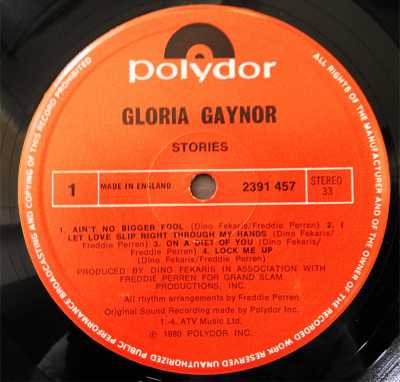 polydor
GLORIA GAYNOR
STORIES
1 MADE IN ENGLAND 2391 457 STEREO 33
1. AIN'T NO BIGGER FOOL (Dino Fekaris/Freddie Perren) 2. I
LET LOVE SLIP RIGHT THROUGH MY HANDS (Dino Fekaris/
Freddie Perren) 3. ON A DIET OF YOU (Dino Fekaris/
Freddie Perren) 4. LOCK ME UP
(Dino Fekaris/Freddie Perren)
PRODUCED BY DINO FEKARIS IN ASSOCIATION WITH
FREDDIE PERREN FOR GRAND SLAM
PRODUCTIONS, INC.
All rhythm arrangements by Freddie Perren
Original Sound Recording made by Polydor Inc.
1.-4. ATV Music Ltd.
℗ 1980 POLYDOR INC.
ALL RIGHTS OF THE MANUFACTURER AND OF THE OWNER OF THE RECORDED WORK RESERVED UNAUTHORIZED PUBLIC PERFORMANCE BROADCASTING AND COPYING OF THIS RECORD PROHIBITED